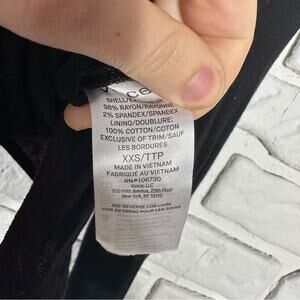 98% RAYON/RAYONNE
2% SPANDEX/SPANDEX
LINING/DOUBLURE:
100% COTTON/COTON
EXCLUSIVE OF TRIM/SAUF
LES BORDURES
XXS/TTP
MADE IN VIETNAM
FABRIQUÉ AU VIETNAM
RN#106730
Vince, LLC
500 Fifth Avenue, 20th Floor
New York, NY 10110
SEE REVERSE FOR CARE
VOIR AU VERSO POUR LES SOINS